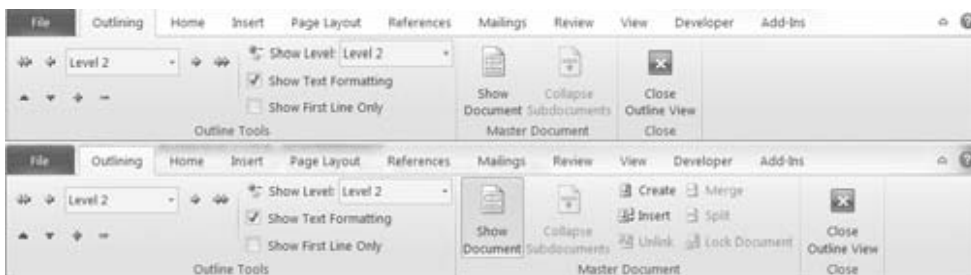 File Outlining Home Insert Page Layout References Mailings Review View Developer Add-Ins
Level 2 Show Level: Level 2
Show Text Formatting
Show First Line Only
Show Document Collapse Subdocuments Close Outline View
Outline Tools Master Document Close
File Outlining Home Insert Page Layout References Mailings Review View Developer Add-Ins
Level 2 Show Level: Level 2 Create Merge
Show Text Formatting Insert Split
Show First Line Only Unlink Lock Document
Show Document Collapse Subdocuments Close Outline View
Outline Tools Master Document Close